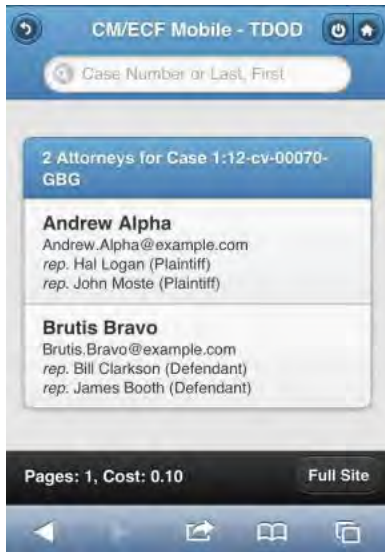 CM/ECF Mobile - TDOD
Case Number or Last, First
2 Attorneys for Case 1:12-cv-00070-
GBG
Andrew Alpha
Andrew.Alpha@example.com
rep. Hal Logan (Plaintiff)
rep. John Moste (Plaintiff)
Brutis Bravo
Brutis.Bravo@example.com
rep. Bill Clarkson (Defendant)
rep. James Booth (Defendant)
Pages: 1, Cost: 0.10
Full Site